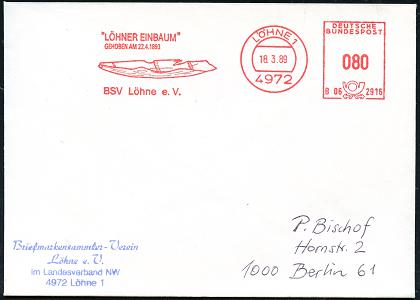 "LÖHNER EINBAUM"
GEHOBEN AM 22.4.1893
BSV Löhne e. V.
LÖHNE 1
18.3.89
4972
DEUTSCHE
BUNDESPOST
080
B 06 2916
P. Bischof
Hornstr. 2
1000 Berlin 61
Briefmarkensammler-Verein
Löhne e.V.
im Landesverband NW
4972 Löhne 1